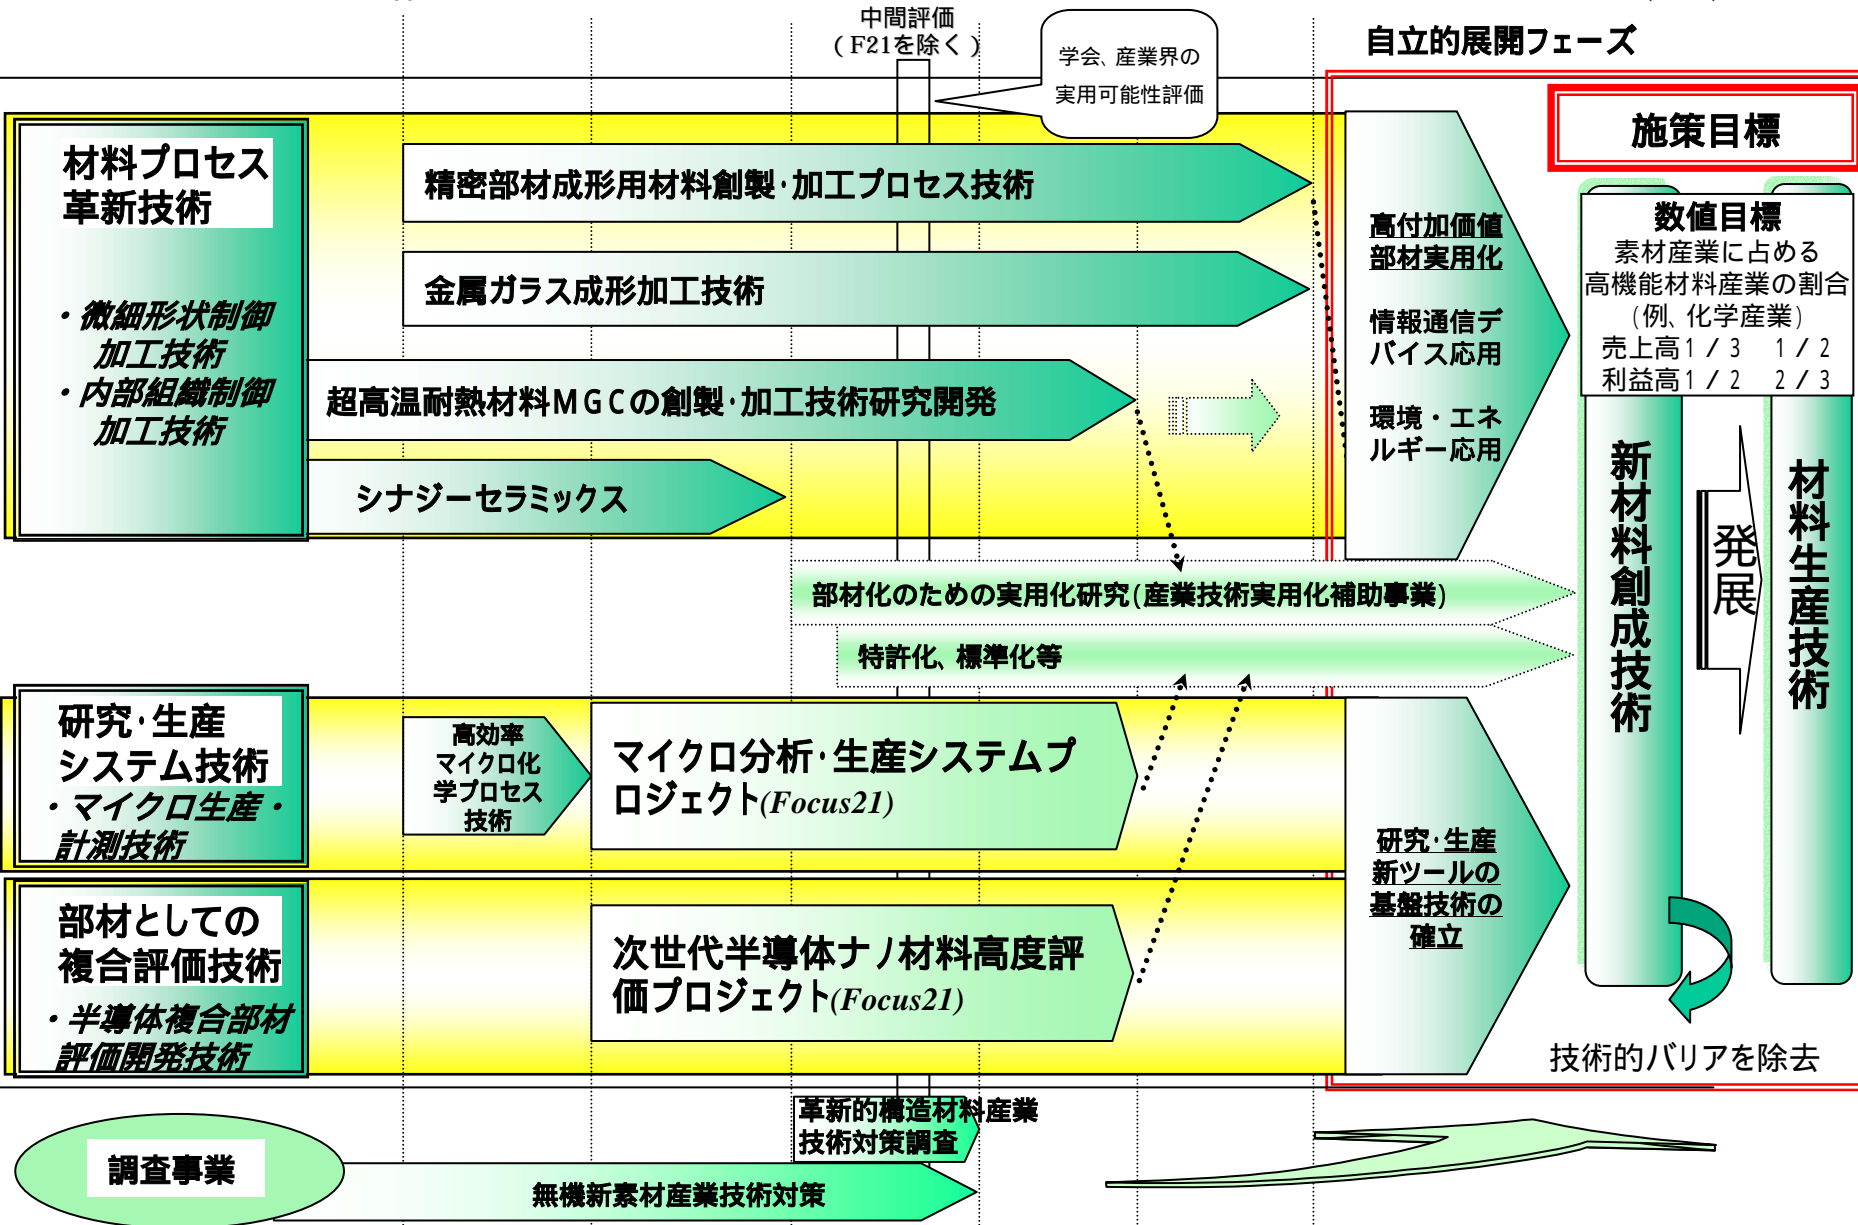 中間評価
（F21を除く）
学会、産業界の
実用可能性評価
自立的展開フェーズ
施策目標
材料プロセス
革新技術
・微細形状制御
加工技術
・内部組織制御
加工技術
精密部材成形用材料創製･加工プロセス技術
金属ガラス成形加工技術
超高温耐熱材料MGCの創製･加工技術研究開発
シナジーセラミックス
高付加価値
部材実用化
情報通信デ
バイス応用
環境・エネ
ルギー応用
数値目標
素材産業に占める
高機能材料産業の割合
(例、化学産業)
売上高1／3　1／2
利益高1／2　2／3
新材料創成技術
発展
材料生産技術
部材化のための実用化研究(産業技術実用化補助事業)
特許化、標準化等
研究･生産
システム技術
・マイクロ生産・
計測技術
高効率
マイクロ化
学プロセス
技術
マイクロ分析･生産システムプ
ロジェクト(Focus21)
部材としての
複合評価技術
・半導体複合部材
評価開発技術
次世代半導体ナノ材料高度評
価プロジェクト(Focus21)
研究･生産
新ツールの
基盤技術の
確立
技術的バリアを除去
調査事業
革新的構造材料産業
技術対策調査
無機新素材産業技術対策